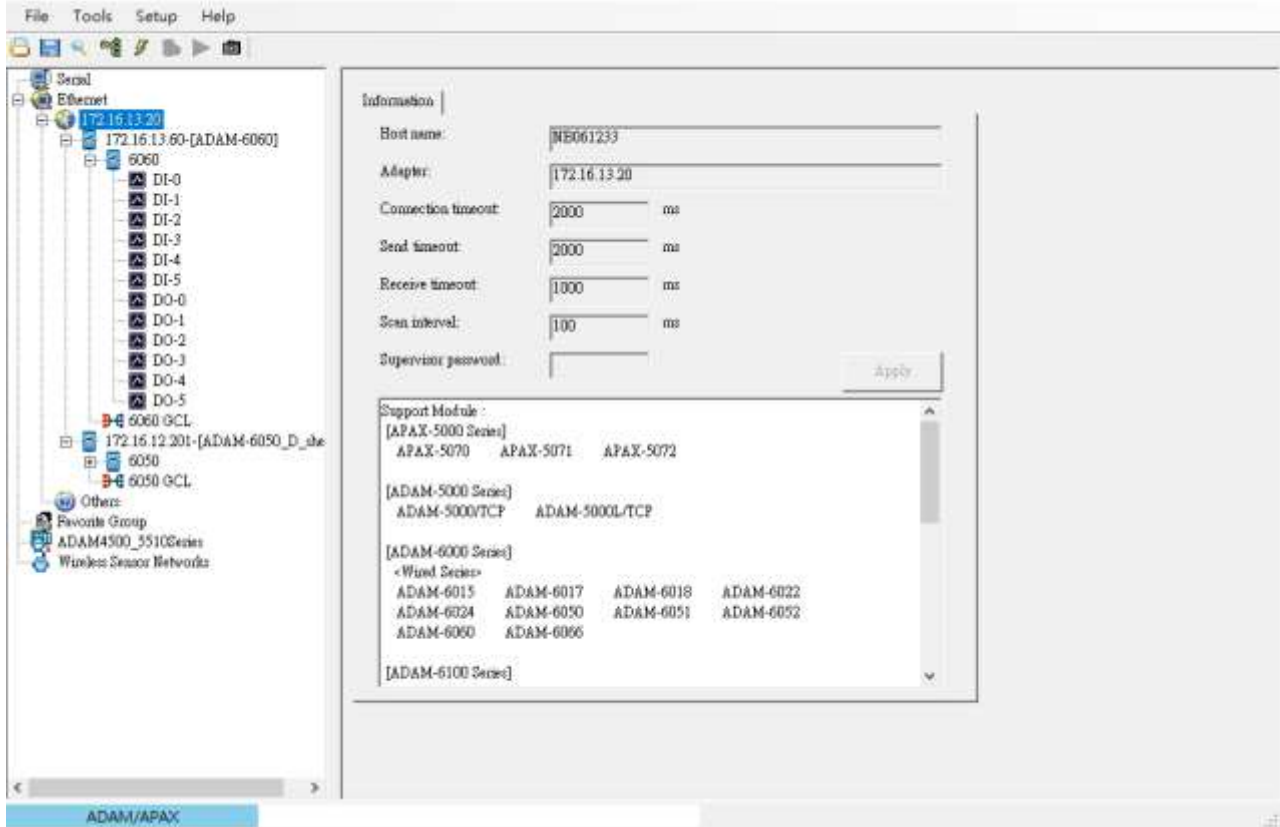 File Tools Setup Help
Serial
Ethernet
172.16.13.20
172.16.13.60-[ADAM-6060]
6060
DI-0
DI-1
DI-2
DI-3
DI-4
DI-5
DO-0
DO-1
DO-2
DO-3
DO-4
DO-5
6060 GCL
172.16.12.201-[ADAM-6050_D_she
6050
6050 GCL
Others
Favorite Group
ADAM4500_5510Series
Wireless Sensor Networks
Information
Host name: NB061233
Adapter: 172.16.13.20
Connection timeout: 2000 ms
Send timeout: 2000 ms
Receive timeout: 1000 ms
Scan interval: 100 ms
Supervisor password:
Apply
Support Module :
[APAX-5000 Series]
APAX-5070 APAX-5071 APAX-5072
[ADAM-5000 Series]
ADAM-5000/TCP ADAM-5000L/TCP
[ADAM-6000 Series]
<Wired Series>
ADAM-6015 ADAM-6017 ADAM-6018 ADAM-6022
ADAM-6024 ADAM-6050 ADAM-6051 ADAM-6052
ADAM-6060 ADAM-6066
[ADAM-6100 Series]
ADAM/APAX